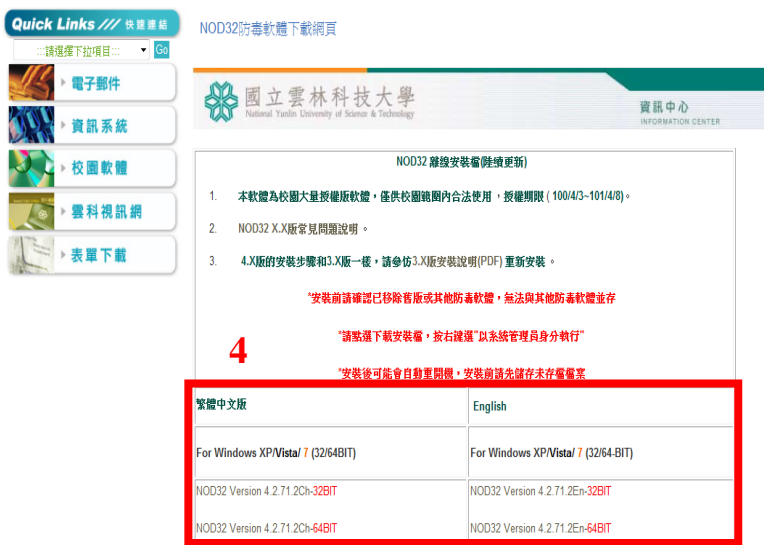 Quick Links /// 快速連結
:::請選擇下拉項目:::
Go
電子郵件
資訊系統
校園軟體
雲科視訊網
表單下載
NOD32防毒軟體下載網頁
國立雲林科技大學
National Yunlin University of Science & Technology
資訊中心
INFORMATION CENTER
NOD32 離線安裝檔(陸續更新)
1. 本軟體為校園大量授權版軟體，僅供校園範圍內合法使用 ，授權期限 ( 100/4/3~101/4/8)。
2. NOD32 X.X版常見問題說明 。
3. 4.X版的安裝步驟和3.X版一樣，請參彷3.X版安裝說明(PDF) 重新安裝 。
*安裝前請確認已移除舊版或其他防毒軟體，無法與其他防毒軟體並存
*請點選下載安裝檔，按右鍵選"以系統管理員身分執行"
4
*安裝後可能會自動重開機，安裝前請先儲存未存檔檔案
繁體中文版 English
For Windows XP/Vista/ 7 (32/64BIT) For Windows XP/Vista/ 7 (32/64-BIT)
NOD32 Version 4.2.71.2Ch-32BIT NOD32 Version 4.2.71.2En-32BIT
NOD32 Version 4.2.71.2Ch-64BIT NOD32 Version 4.2.71.2En-64BIT